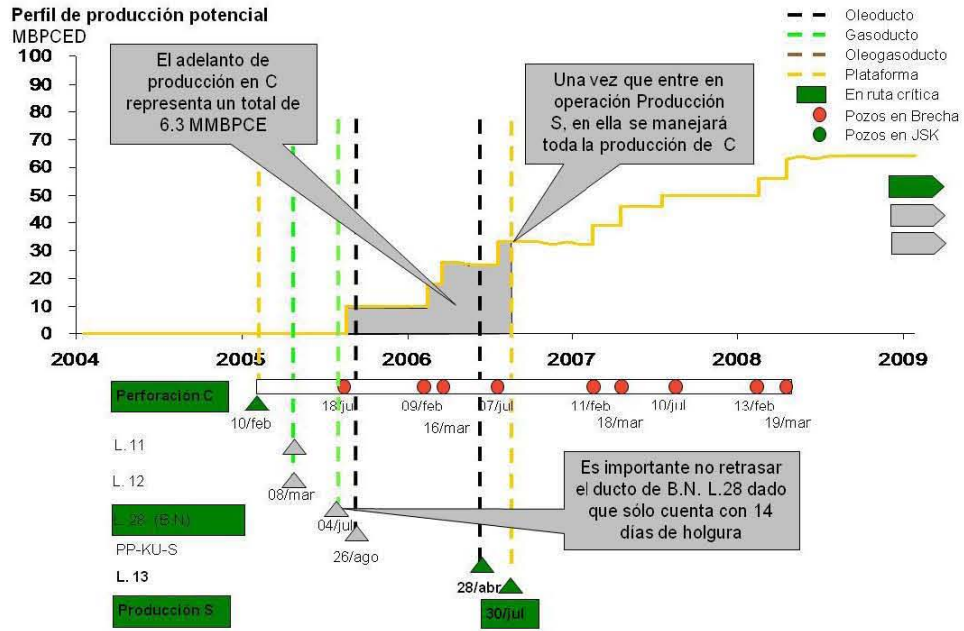 Perfil de producción potencial
MBPCED
100
90
80
70
60
50
40
30
20
10
0
2004
2005
2006
2007
2008
2009
El adelanto de
producción en C
representa un total de
6.3 MMBPCE
Una vez que entre en
operación Producción
S, en ella se manejará
toda la producción de C
Oleoducto
Gasoducto
Oleogasoducto
Plataforma
En ruta crítica
Pozos en Brecha
Pozos en JSK
Perforación C
10/feb
18/jul
09/feb
16/mar
07/jul
11/feb
18/mar
10/jul
13/feb
19/mar
L. 11
L. 12
08/mar
L. 28 (B.N.)
04/jul
Es importante no retrasar
el ducto de B.N. L.28 dado
que sólo cuenta con 14
días de holgura
PP-KU-S
26/ago
L. 13
28/abr
Producción S
30/jul